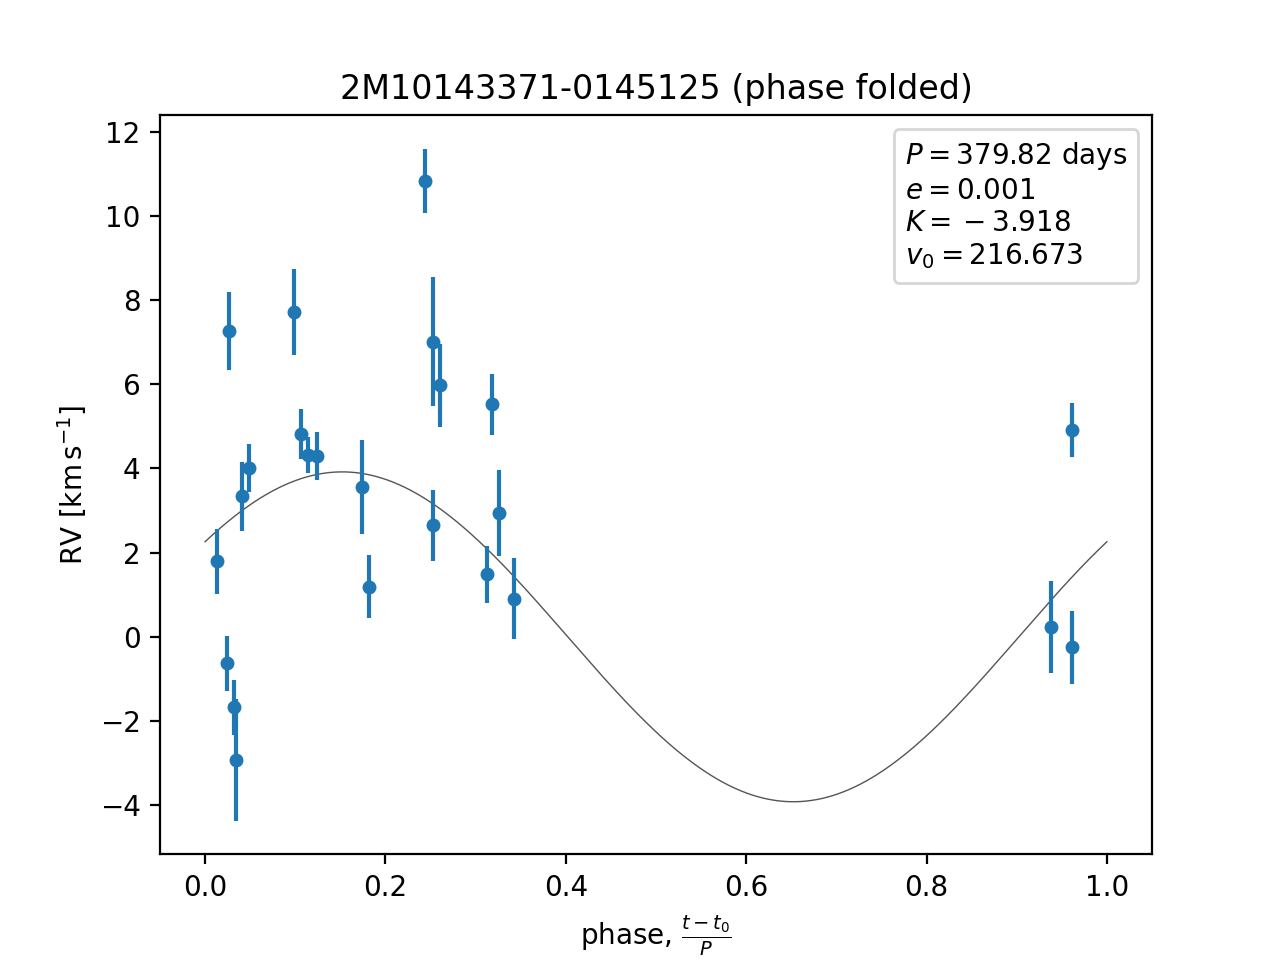 2M10143371-0145125 (phase folded)
P = 379.82 days
e = 0.001
K = −3.918
v₀ = 216.673
RV [km s⁻¹]
12
10
8
6
4
2
0
−2
−4
0.0 0.2 0.4 0.6 0.8 1.0
phase, (t − t₀)/P